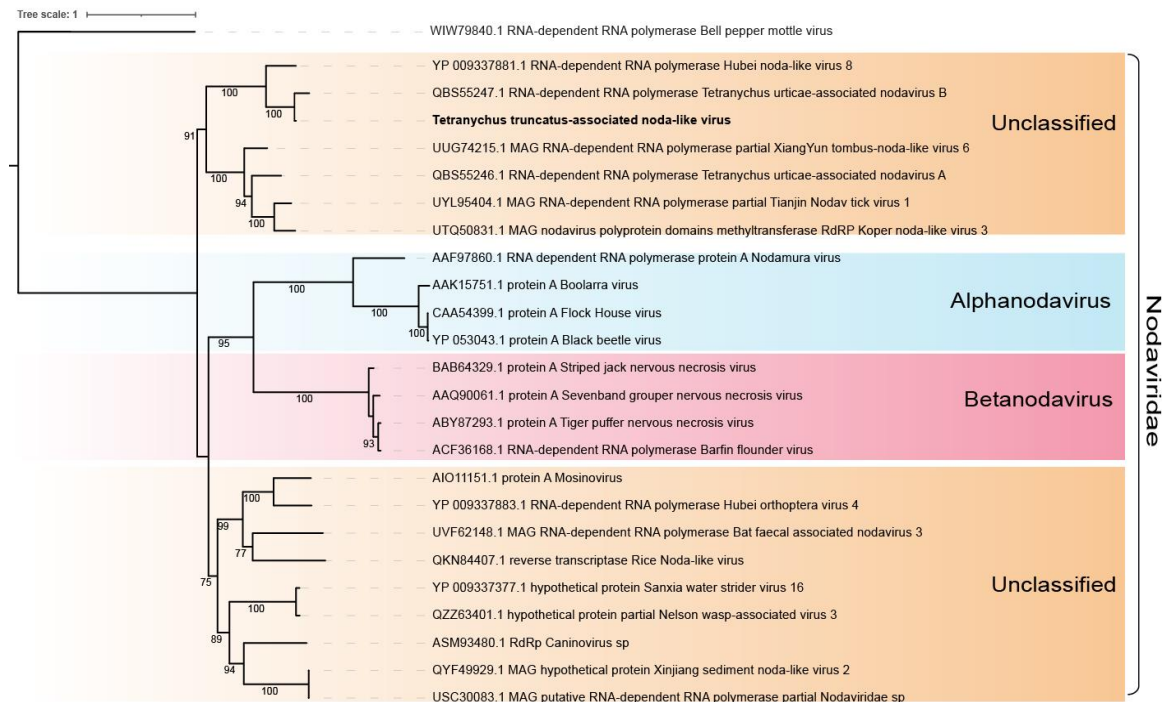 Tree scale: 1
WIW79840.1 RNA-dependent RNA polymerase Bell pepper mottle virus
YP 009337881.1 RNA-dependent RNA polymerase Hubei noda-like virus 8
100
QBS55247.1 RNA-dependent RNA polymerase Tetranychus urticae-associated nodavirus B
100
Tetranychus truncatus-associated noda-like virus
Unclassified
91
UUG74215.1 MAG RNA-dependent RNA polymerase partial XiangYun tombus-noda-like virus 6
100
QBS55246.1 RNA-dependent RNA polymerase Tetranychus urticae-associated nodavirus A
94
UYL95404.1 MAG RNA-dependent RNA polymerase partial Tianjin Nodav tick virus 1
100
UTQ50831.1 MAG nodavirus polyprotein domains methyltransferase RdRP Koper noda-like virus 3
AAF97860.1 RNA dependent RNA polymerase protein A Nodamura virus
100
AAK15751.1 protein A Boolarra virus
Alphanodavirus
100
CAA54399.1 protein A Flock House virus
100
YP 053043.1 protein A Black beetle virus
95
Nodaviridae
BAB64329.1 protein A Striped jack nervous necrosis virus
100
AAQ90061.1 protein A Sevenband grouper nervous necrosis virus
Betanodavirus
ABY87293.1 protein A Tiger puffer nervous necrosis virus
93
ACF36168.1 RNA-dependent RNA polymerase Barfin flounder virus
AIO11151.1 protein A Mosinovirus
100
YP 009337883.1 RNA-dependent RNA polymerase Hubei orthoptera virus 4
99
UVF62148.1 MAG RNA-dependent RNA polymerase Bat faecal associated nodavirus 3
77
QKN84407.1 reverse transcriptase Rice Noda-like virus
75
YP 009337377.1 hypothetical protein Sanxia water strider virus 16
Unclassified
100
QZZ63401.1 hypothetical protein partial Nelson wasp-associated virus 3
89
ASM93480.1 RdRp Caninovirus sp
94
QYF49929.1 MAG hypothetical protein Xinjiang sediment noda-like virus 2
100
USC30083.1 MAG putative RNA-dependent RNA polymerase partial Nodaviridae sp